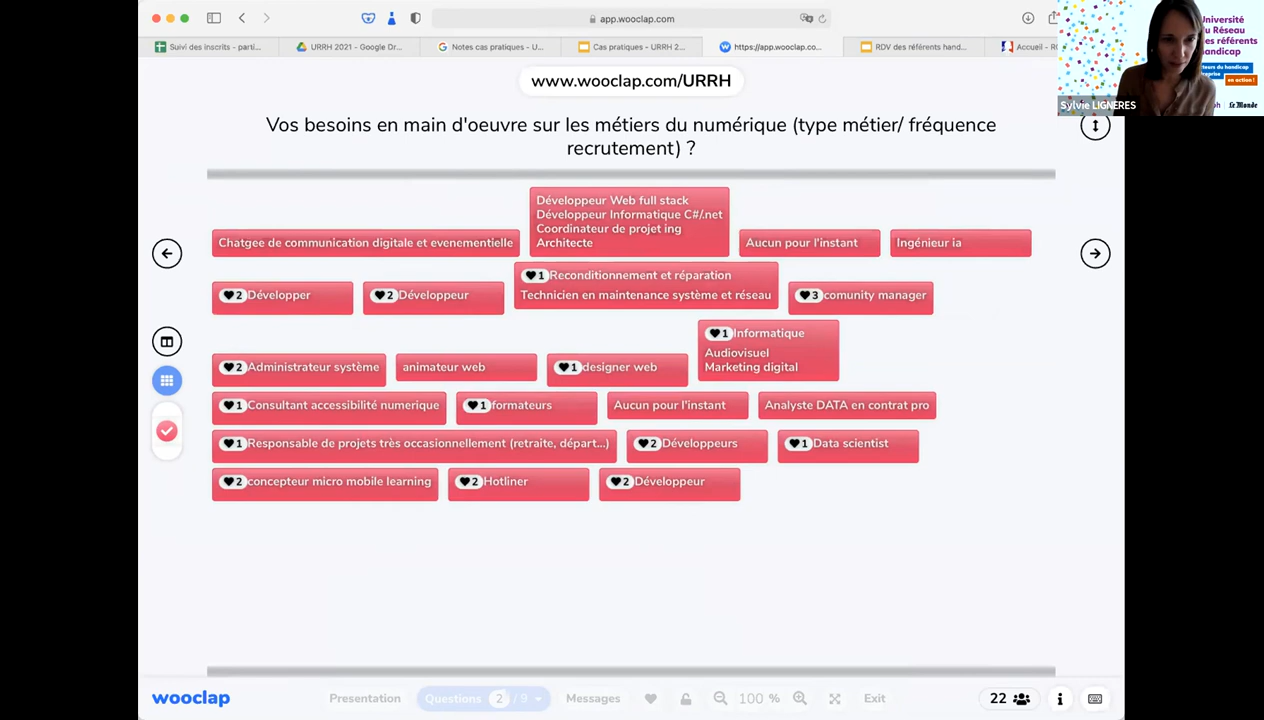 app.wooclap.com
Suivi des inscrits - parti...
URRH 2021 - Google Dr...
Notes cas pratiques - U...
Cas pratiques - URRH 2...
https://app.wooclap.co...
RDV des référents hand...
Université
du Réseau
des référents
handicap
en action !
Sylvie LIGNERES
Le Monde
www.wooclap.com/URRH
Vos besoins en main d'oeuvre sur les métiers du numérique (type métier/ fréquence
recrutement) ?
Chatgee de communication digitale et evenementielle
Développeur Web full stack
Développeur Informatique C#/.net
Coordinateur de projet ing
Architecte
Aucun pour l'instant
Ingénieur ia
2 Développer
2 Développeur
1 Reconditionnement et réparation
Technicien en maintenance système et réseau
3 comunity manager
2 Administrateur système
animateur web
1 designer web
1 Informatique
Audiovisuel
Marketing digital
1 Consultant accessibilité numerique
1 formateurs
Aucun pour l'instant
Analyste DATA en contrat pro
1 Responsable de projets très occasionnellement (retraite, départ...)
2 Développeurs
1 Data scientist
2 concepteur micro mobile learning
2 Hotliner
2 Développeur
wooclap
Presentation
Questions 2 / 9
Messages
100 %
Exit
22